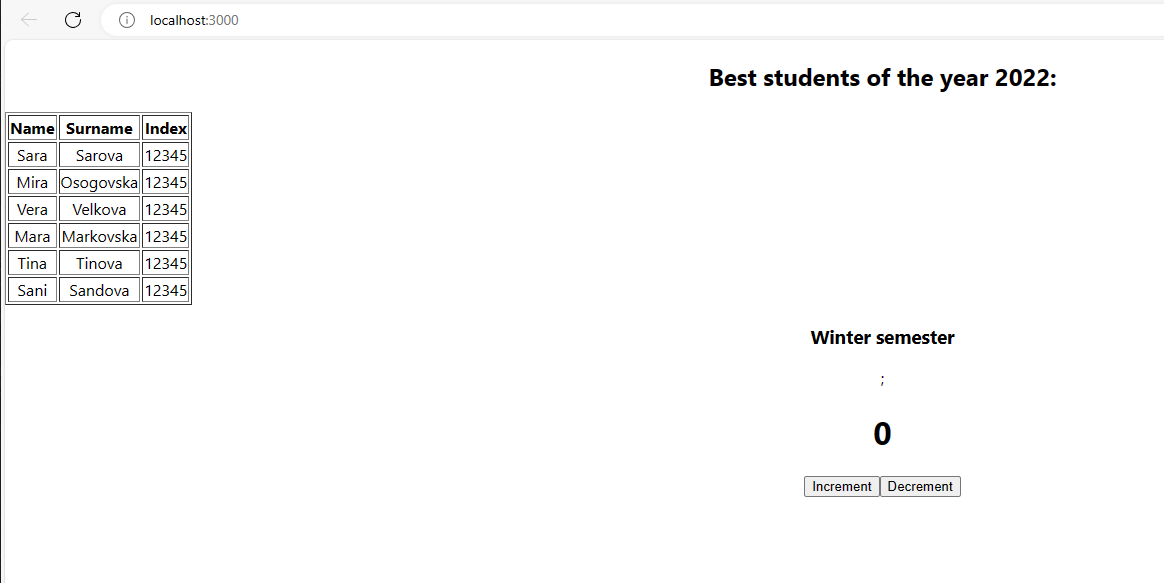 localhost:3000
Best students of the year 2022:
Name Surname Index
Sara Sarova 12345
Mira Osogovska 12345
Vera Velkova 12345
Mara Markovska 12345
Tina Tinova 12345
Sani Sandova 12345
Winter semester
;
0
Increment Decrement